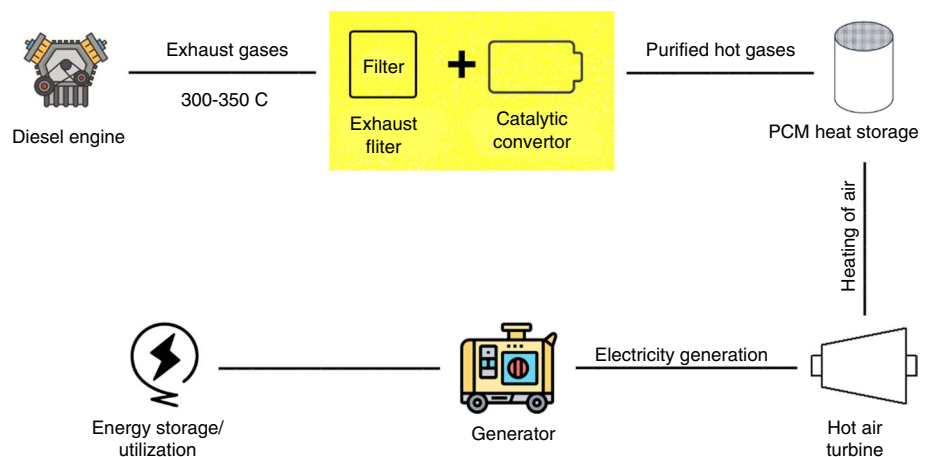 Exhaust gases
300-350 C
Diesel engine
Filter
+
Exhaust
fliter
Catalytic
convertor
Purified hot gases
PCM heat storage
Heating of air
Hot air
turbine
Electricity generation
Generator
Energy storage/
utilization